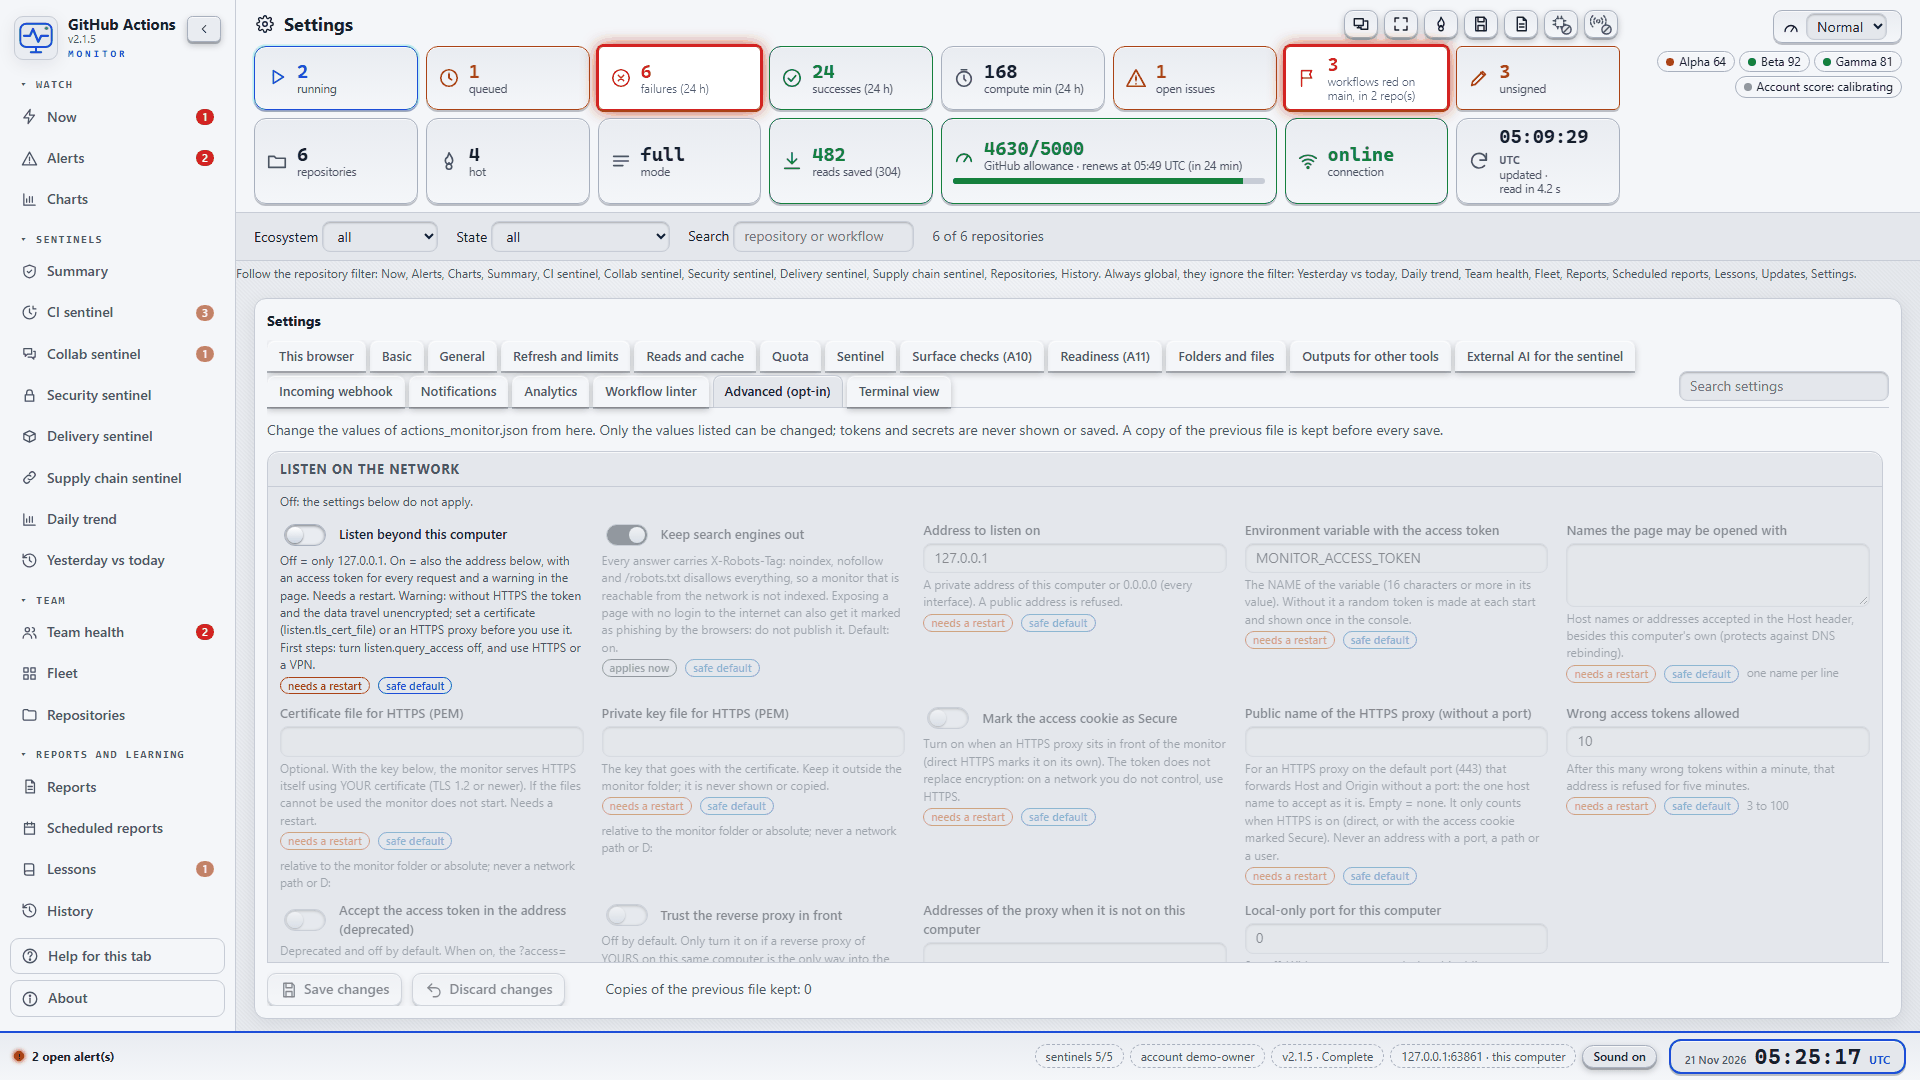 GitHub Actions
v2.1.5
MONITOR
WATCH
Now 1
Alerts 2
Charts
SENTINELS
Summary
CI sentinel 3
Collab sentinel 1
Security sentinel
Delivery sentinel
Supply chain sentinel
Daily trend
Yesterday vs today
TEAM
Team health 2
Fleet
Repositories
REPORTS AND LEARNING
Reports
Scheduled reports
Lessons 1
History
Help for this tab
About
Settings
Normal
2
running
1
queued
6
failures (24 h)
24
successes (24 h)
168
compute min (24 h)
1
open issues
3
workflows red on
main, in 2 repo(s)
3
unsigned
Alpha 64
Beta 92
Gamma 81
Account score: calibrating
6
repositories
4
hot
full
mode
482
reads saved (304)
4630/5000
GitHub allowance · renews at 05:49 UTC (in 24 min)
online
connection
05:09:29
UTC
updated ·
read in 4.2 s
Ecosystem all State all Search repository or workflow 6 of 6 repositories
Follow the repository filter: Now, Alerts, Charts, Summary, CI sentinel, Collab sentinel, Security sentinel, Delivery sentinel, Supply chain sentinel, Repositories, History. Always global, they ignore the filter: Yesterday vs today, Daily trend, Team health, Fleet, Reports, Scheduled reports, Lessons, Updates, Settings.
Settings
This browser Basic General Refresh and limits Reads and cache Quota Sentinel Surface checks (A10) Readiness (A11) Folders and files Outputs for other tools External AI for the sentinel
Incoming webhook Notifications Analytics Workflow linter Advanced (opt-in) Terminal view
Search settings
Change the values of actions_monitor.json from here. Only the values listed can be changed; tokens and secrets are never shown or saved. A copy of the previous file is kept before every save.
LISTEN ON THE NETWORK
Off: the settings below do not apply.
Listen beyond this computer
Off = only 127.0.0.1. On = also the address below, with
an access token for every request and a warning in the
page. Needs a restart. Warning: without HTTPS the token
and the data travel unencrypted; set a certificate
(listen.tls_cert_file) or an HTTPS proxy before you use it.
First steps: turn listen.query_access off, and use HTTPS or
a VPN.
needs a restart safe default
Keep search engines out
Every answer carries X-Robots-Tag: noindex, nofollow
and /robots.txt disallows everything, so a monitor that is
reachable from the network is not indexed. Exposing a
page with no login to the internet can also get it marked
as phishing by the browsers: do not publish it. Default:
on.
applies now safe default
Address to listen on
127.0.0.1
A private address of this computer or 0.0.0.0 (every
interface). A public address is refused.
needs a restart safe default
Environment variable with the access token
MONITOR_ACCESS_TOKEN
The NAME of the variable (16 characters or more in its
value). Without it a random token is made at each start
and shown once in the console.
needs a restart safe default
Names the page may be opened with
Host names or addresses accepted in the Host header,
besides this computer's own (protects against DNS
rebinding).
needs a restart safe default one name per line
Certificate file for HTTPS (PEM)
Optional. With the key below, the monitor serves HTTPS
itself using YOUR certificate (TLS 1.2 or newer). If the files
cannot be used the monitor does not start. Needs a
restart.
needs a restart safe default
relative to the monitor folder or absolute; never a network
path or D:
Private key file for HTTPS (PEM)
The key that goes with the certificate. Keep it outside the
monitor folder; it is never shown or copied.
needs a restart safe default
relative to the monitor folder or absolute; never a network
path or D:
Mark the access cookie as Secure
Turn on when an HTTPS proxy sits in front of the monitor
(direct HTTPS marks it on its own). The token does not
replace encryption: on a network you do not control, use
HTTPS.
needs a restart safe default
Public name of the HTTPS proxy (without a port)
For an HTTPS proxy on the default port (443) that
forwards Host and Origin without a port: the one host
name to accept as it is. Empty = none. It only counts
when HTTPS is on (direct, or with the access cookie
marked Secure). Never an address with a port, a path or
a user.
needs a restart safe default
Wrong access tokens allowed
10
After this many wrong tokens within a minute, that
address is refused for five minutes.
needs a restart safe default 3 to 100
Accept the access token in the address
(deprecated)
Deprecated and off by default. When on, the ?access=
Trust the reverse proxy in front
Off by default. Only turn it on if a reverse proxy of
YOURS on this same computer is the only way into the
Addresses of the proxy when it is not on this
computer
Local-only port for this computer
0
Save changes Discard changes Copies of the previous file kept: 0
2 open alert(s)
sentinels 5/5 account demo-owner v2.1.5 · Complete 127.0.0.1:63861 · this computer Sound on 21 Nov 2026 05:25:17 UTC